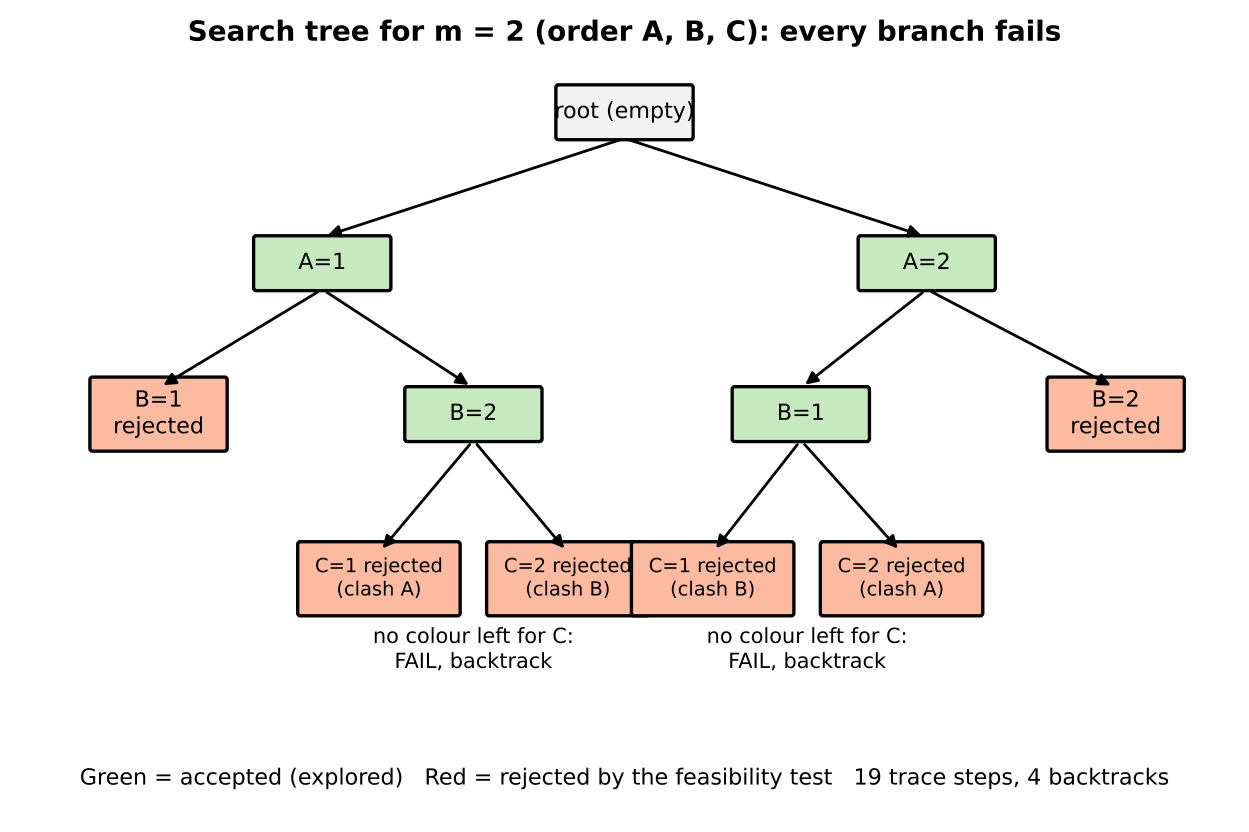 Search tree for m = 2 (order A, B, C): every branch fails
root (empty)
A=1
A=2
B=1
rejected
B=2
B=1
B=2
rejected
C=1 rejected
(clash A)
C=2 rejected
(clash B)
C=1 rejected
(clash B)
C=2 rejected
(clash A)
no colour left for C:
FAIL, backtrack
no colour left for C:
FAIL, backtrack
Green = accepted (explored)   Red = rejected by the feasibility test   19 trace steps, 4 backtracks